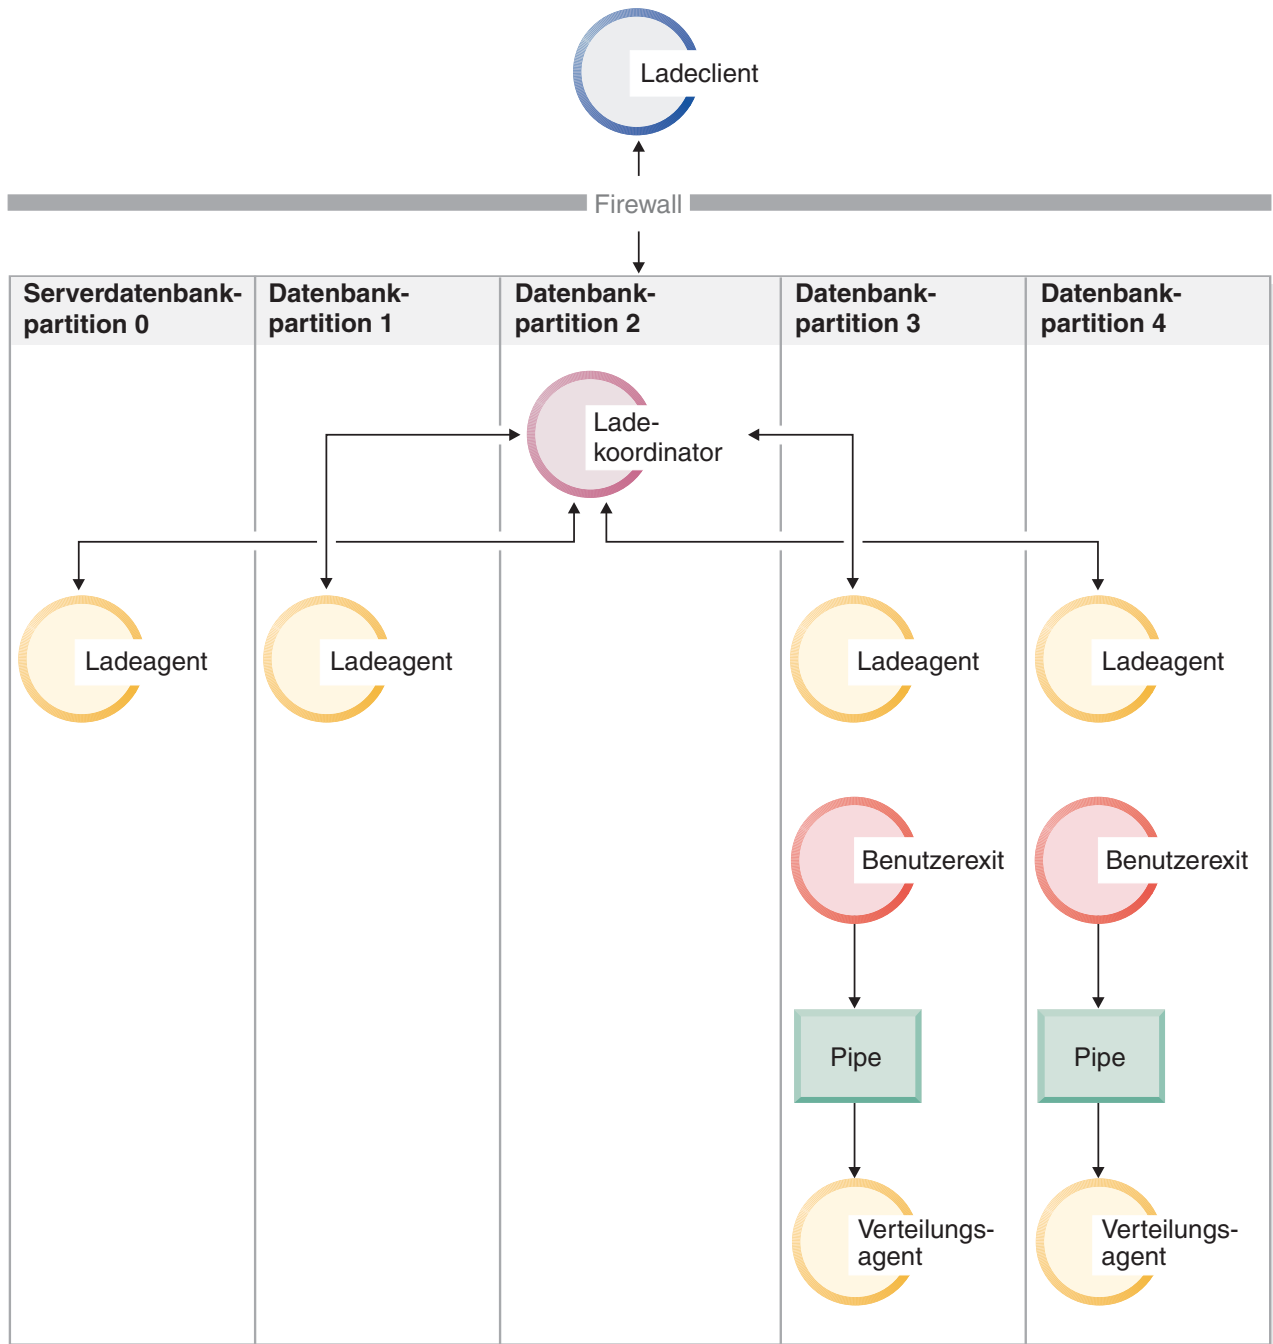 Ladeclient
Firewall
Serverdatenbank-
partition 0
Datenbank-
partition 1
Datenbank-
partition 2
Datenbank-
partition 3
Datenbank-
partition 4
Lade-
koordinator
Ladeagent
Ladeagent
Ladeagent
Ladeagent
Benutzerexit
Benutzerexit
Pipe
Pipe
Verteilungs-
agent
Verteilungs-
agent